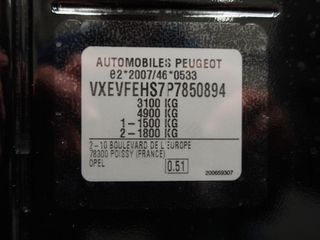 AUTOMOBILES PEUGEOT
e2*2007/46*0533
VXEVFEHS7P7850894
3100 KG
4900 KG
1-1500 KG
2-1800 KG
2-10 BOULEVARD DE L EUROPE
78300 POISSY (FRANCE)
OPEL
0.51
200659307